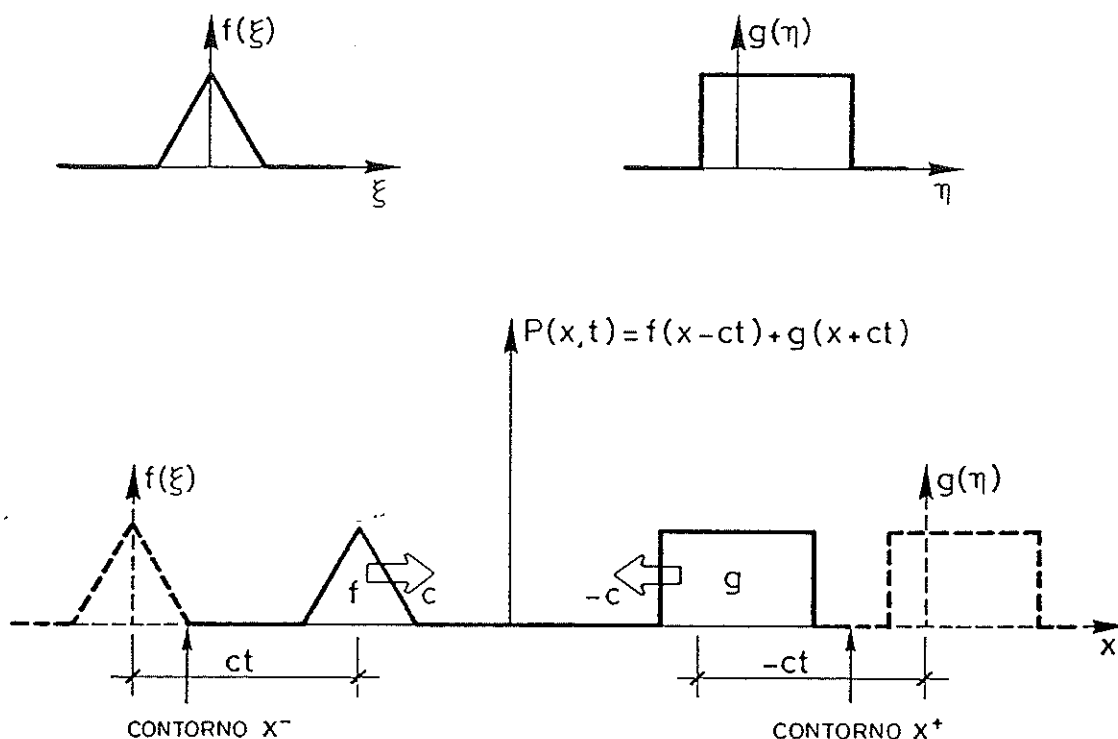 f(ξ)
ξ
g(η)
η
P(x,t) = f(x-ct) + g(x+ct)
f(ξ)
g(η)
f
c
-c
g
x
ct
-ct
CONTORNO X⁻
CONTORNO X⁺